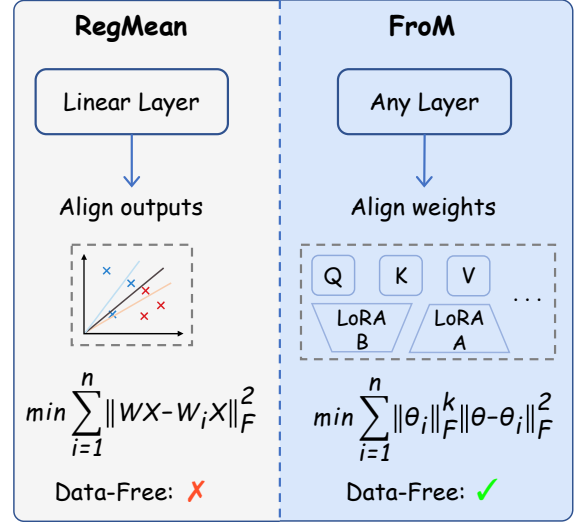 RegMean
Linear Layer
Align outputs
min ∑_{i=1}^{n} ‖WX-W_iX‖_F^2
Data-Free: ✗
FroM
Any Layer
Align weights
Q K V
LoRA B LoRA A ...
min ∑_{i=1}^{n} ‖θ_i‖_F^k ‖θ-θ_i‖_F^2
Data-Free: ✓